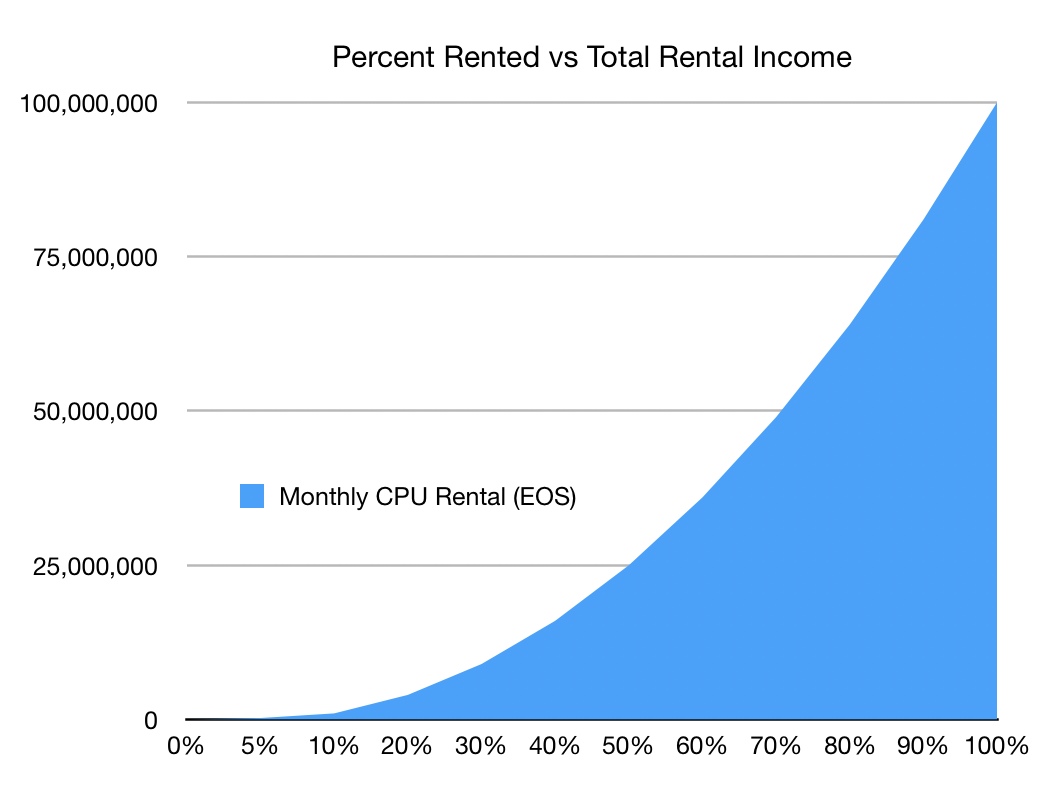 Percent Rented vs Total Rental Income
100,000,000
75,000,000
50,000,000
Monthly CPU Rental (EOS)
25,000,000
0
0% 5% 10% 20% 30% 40% 50% 60% 70% 80% 90% 100%